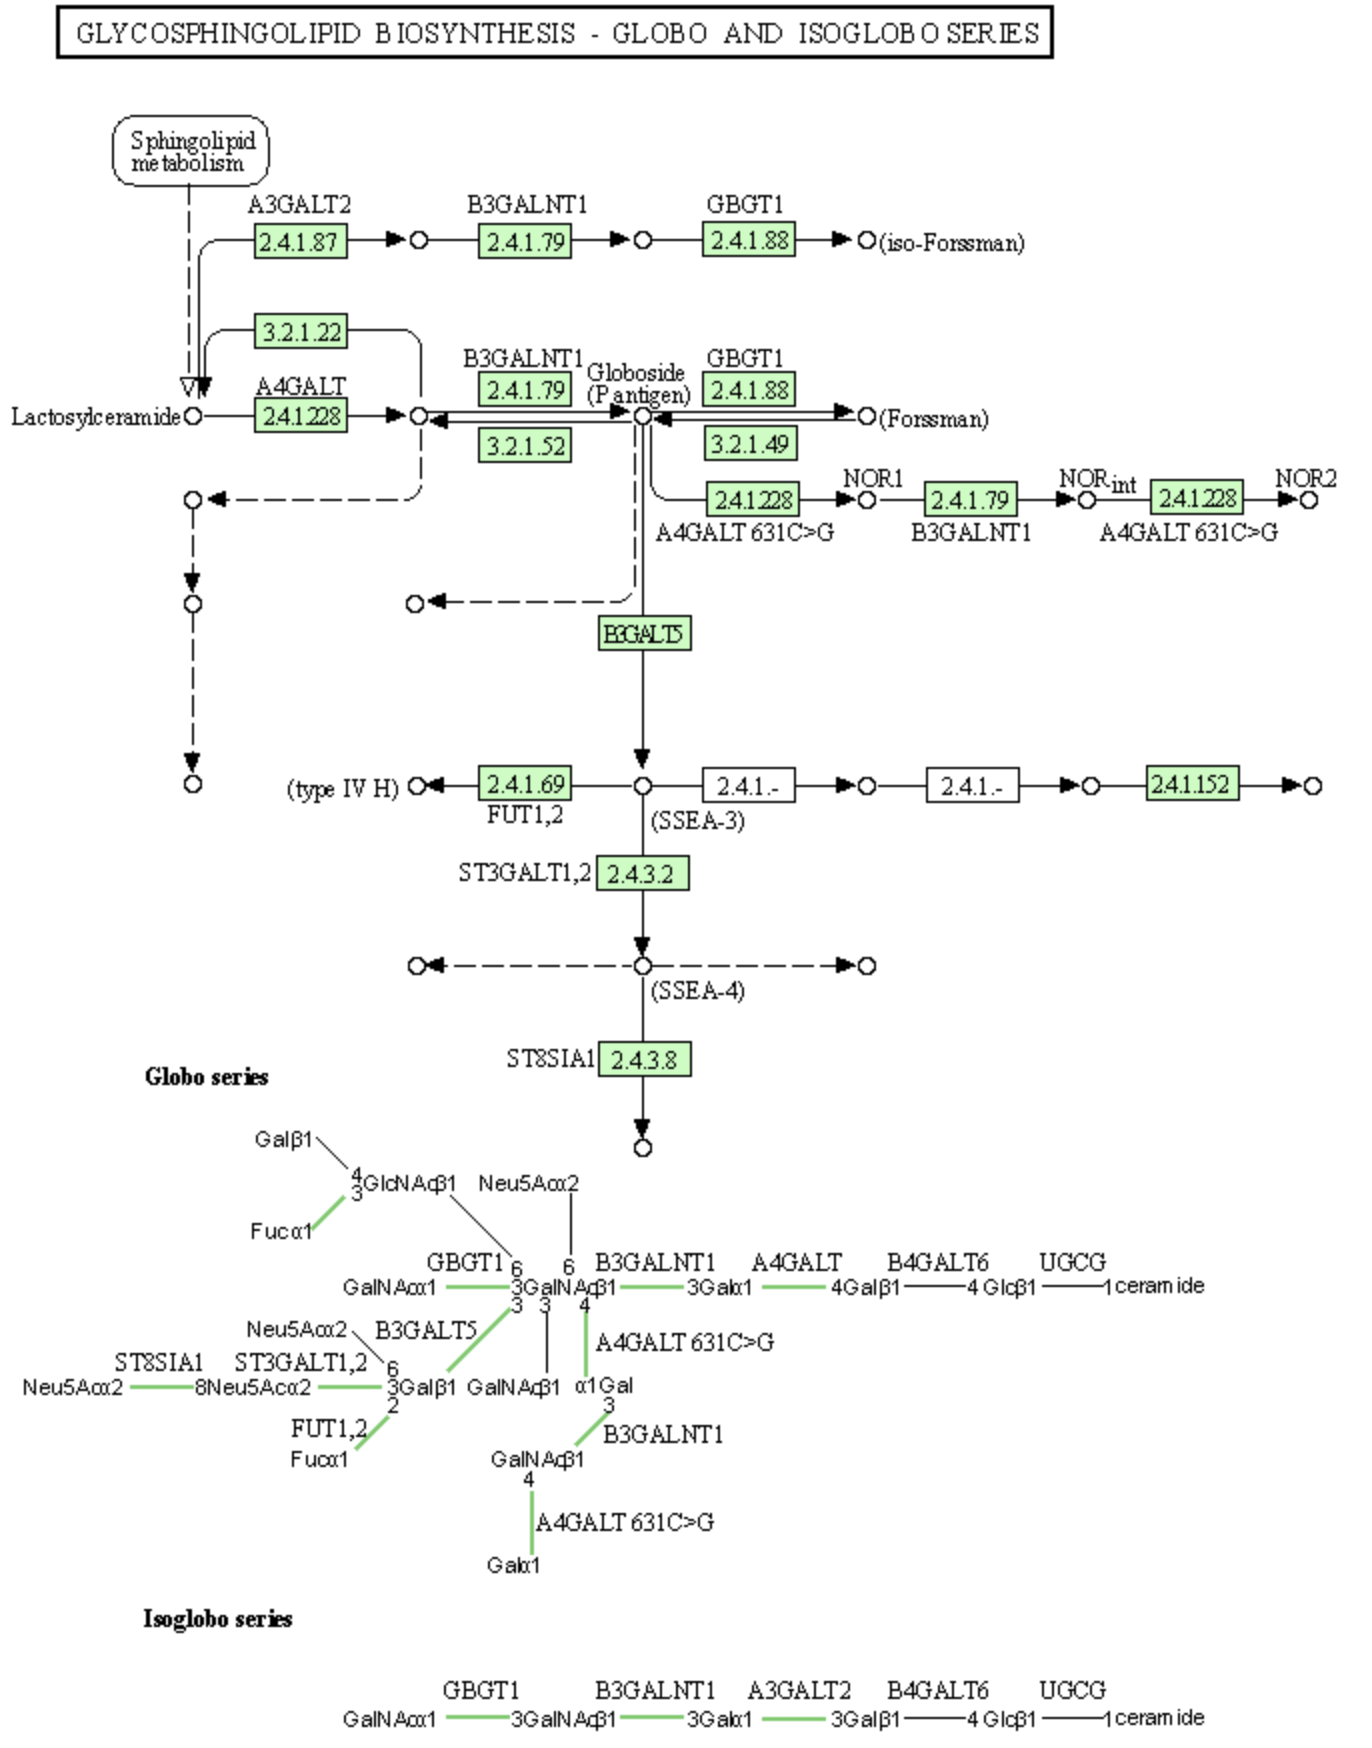 GLYCOSPHINGOLIPID BIOSYNTHESIS - GLOBO AND ISOGLOBO SERIES
Sphingolipid
metabolism
A3GALT2
B3GALNT1
GBGT1
2.4.1.87
2.4.1.79
2.4.1.88
(iso-Forssman)
3.2.1.22
B3GALNT1
Globoside
(P antigen)
GBGT1
A4GALT
2.4.1.79
2.4.1.88
Lactosylceramide
2.4.1.228
(Forssman)
3.2.1.52
3.2.1.49
NOR1
NORint
NOR2
2.4.1.228
2.4.1.79
2.4.1.228
A4GALT 631C>G
B3GALNT1
A4GALT 631C>G
B3GALT5
(type IV H)
2.4.1.69
2.4.1.-
2.4.1.-
2.4.1.152
FUT1,2
(SSEA-3)
ST3GALT1,2
2.4.3.2
(SSEA-4)
ST8SIA1
2.4.3.8
Globo series
Galβ1
4
3
GlcNAcβ1
Neu5Acα2
Fucα1
GBGT1
6
6
B3GALNT1
A4GALT
B4GALT6
UGCG
GalNAcα1
3GalNAcβ1
3Galα1
4Galβ1
4Glcβ1
1ceramide
3
3
4
Neu5Acα2
B3GALT5
A4GALT 631C>G
ST8SIA1
ST3GALT1,2
6
Neu5Acα2
8Neu5Acα2
3Galβ1
GalNAcβ1
α1Gal
2
3
FUT1,2
B3GALNT1
Fucα1
GalNAcβ1
4
A4GALT 631C>G
Galα1
Isoglobo series
GBGT1
B3GALNT1
A3GALT2
B4GALT6
UGCG
GalNAcα1
3GalNAcβ1
3Galα1
3Galβ1
4Glcβ1
1ceramide